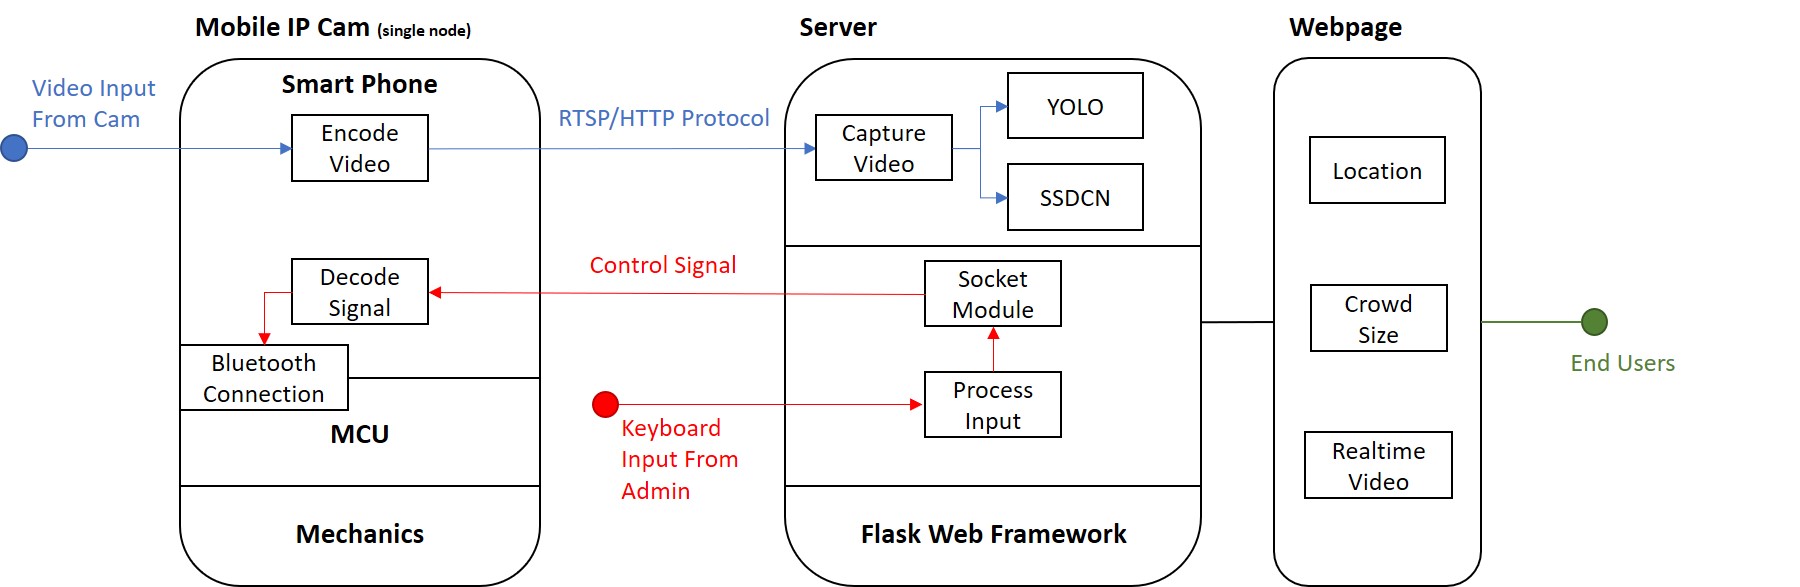 Mobile IP Cam (single node)
Server
Webpage
Video Input
From Cam
Smart Phone
Encode
Video
RTSP/HTTP Protocol
Capture
Video
YOLO
SSDCN
Location
Decode
Signal
Control Signal
Socket
Module
Crowd
Size
Bluetooth
Connection
MCU
Keyboard
Input From
Admin
Process
Input
End Users
Realtime
Video
Mechanics
Flask Web Framework